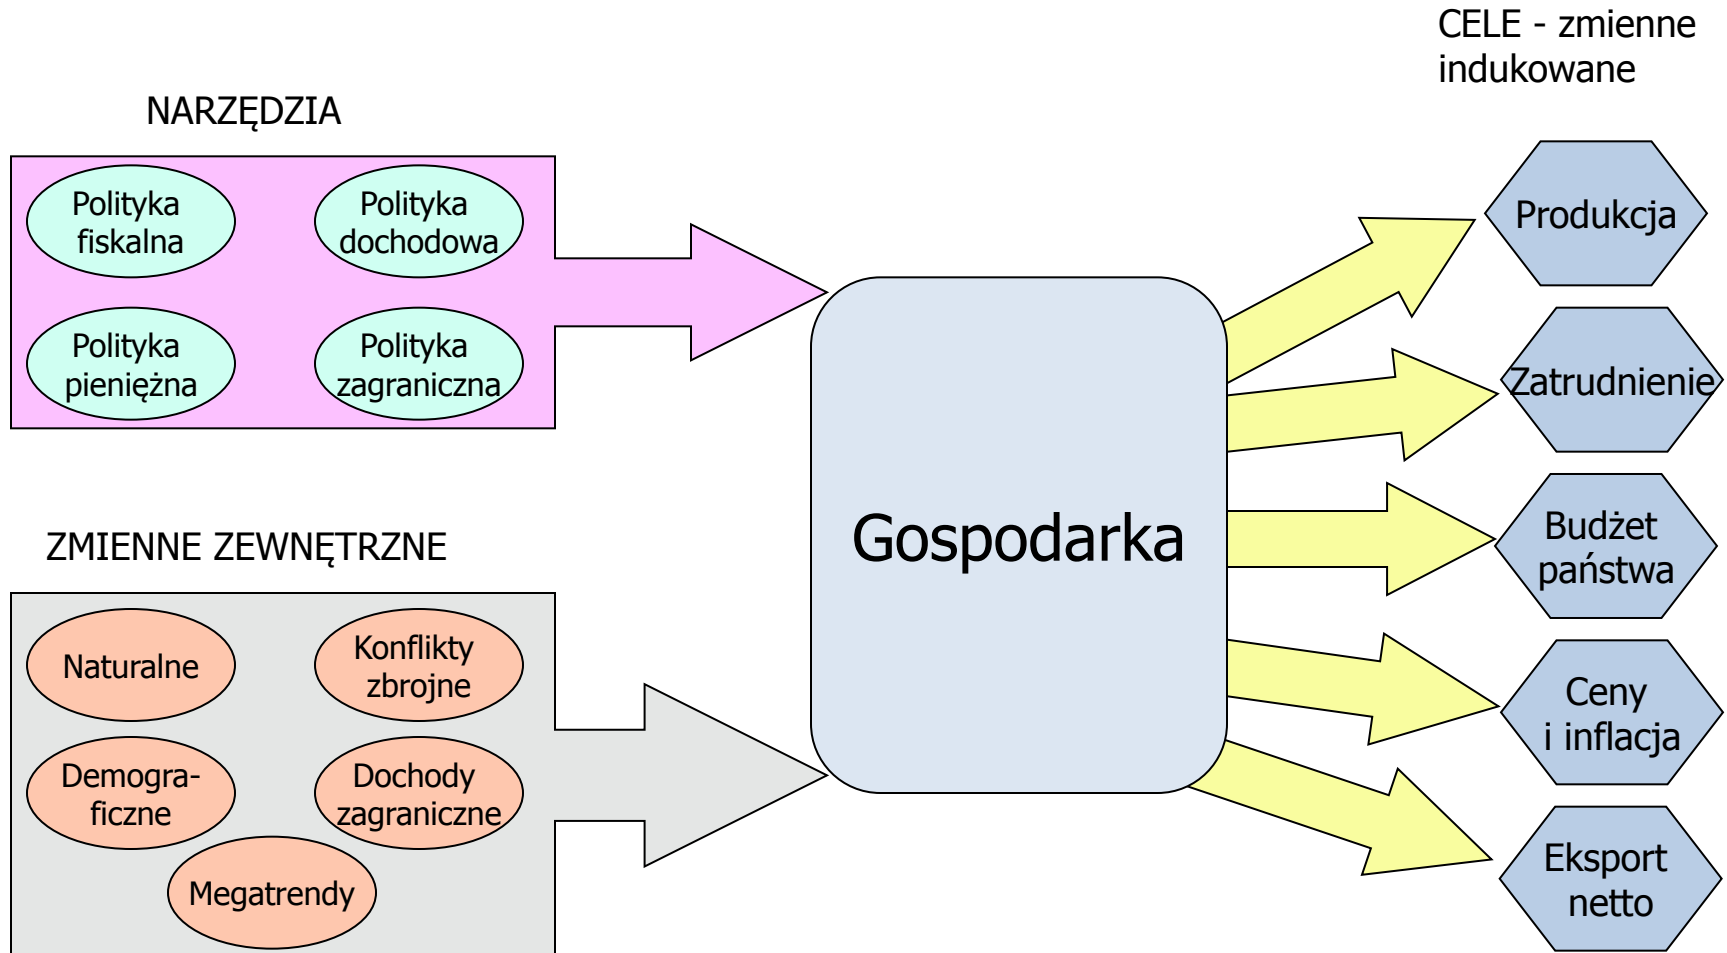 CELE - zmienne
indukowane
NARZĘDZIA
Polityka
fiskalna
Polityka
dochodowa
Polityka
pieniężna
Polityka
zagraniczna
ZMIENNE ZEWNĘTRZNE
Naturalne
Konflikty
zbrojne
Demogra-
ficzne
Dochody
zagraniczne
Megatrendy
Gospodarka
Produkcja
Zatrudnienie
Budżet
państwa
Ceny
i inflacja
Eksport
netto